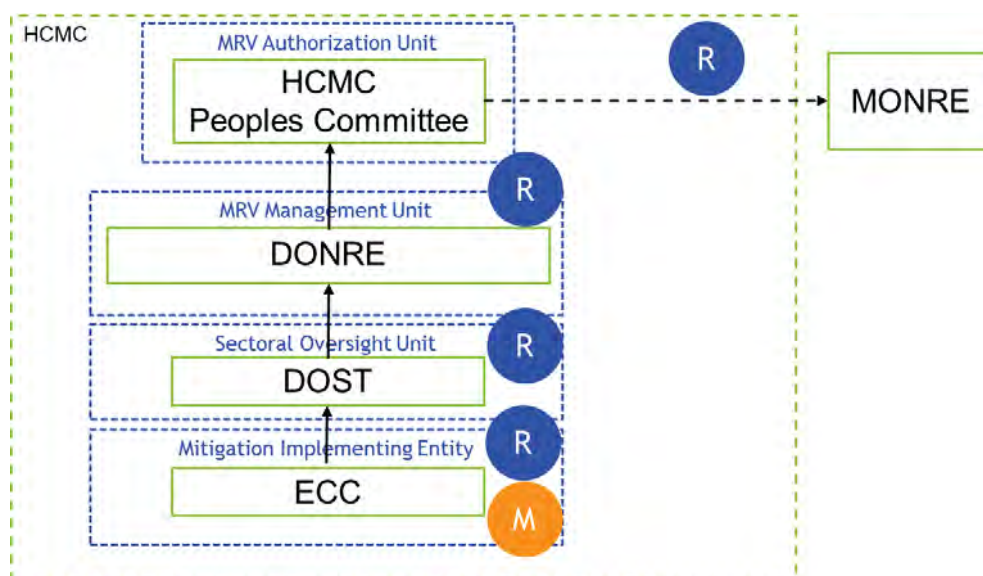 HCMC
MRV Authorization Unit
HCMC
Peoples Committee
R
MONRE
R
MRV Management Unit
DONRE
Sectoral Oversight Unit
R
DOST
Mitigation Implementing Entity
R
ECC
M